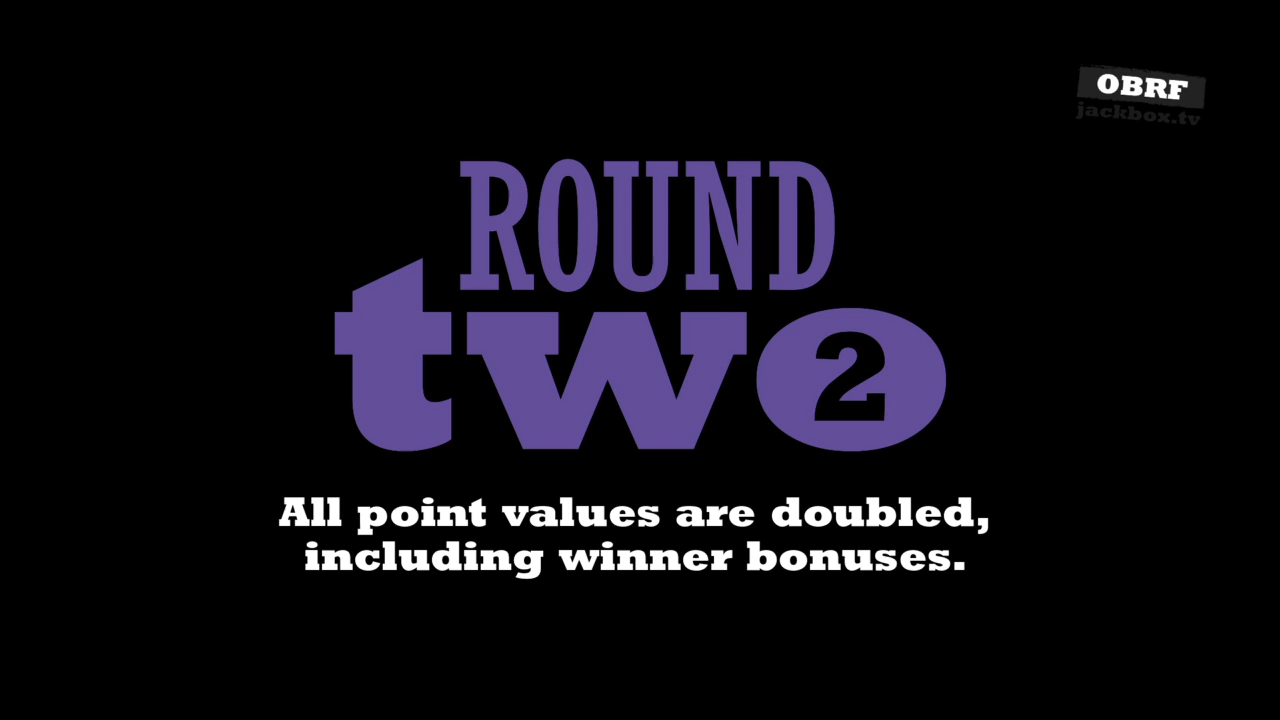 OBRF
jackbox.tv
ROUND
two
2
All point values are doubled,
including winner bonuses.